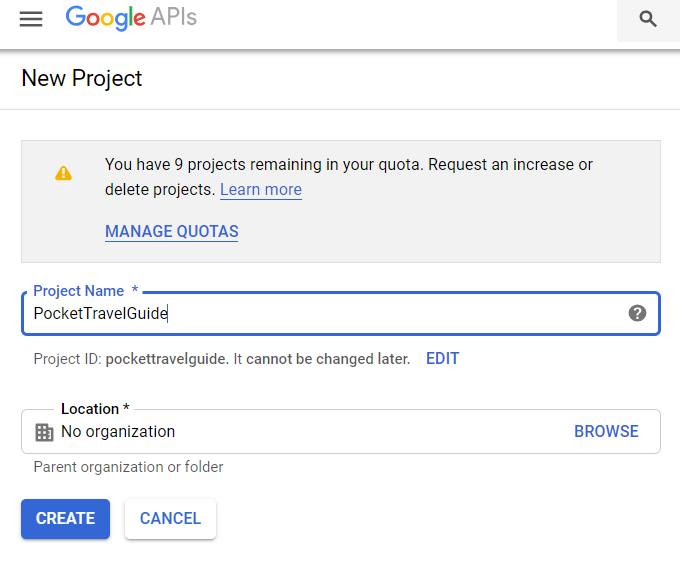 Google APIs
New Project
You have 9 projects remaining in your quota. Request an increase or
delete projects. Learn more
MANAGE QUOTAS
Project Name *
PocketTravelGuide
Project ID: pockettravelguide. It cannot be changed later. EDIT
Location *
No organization BROWSE
Parent organization or folder
CREATE CANCEL